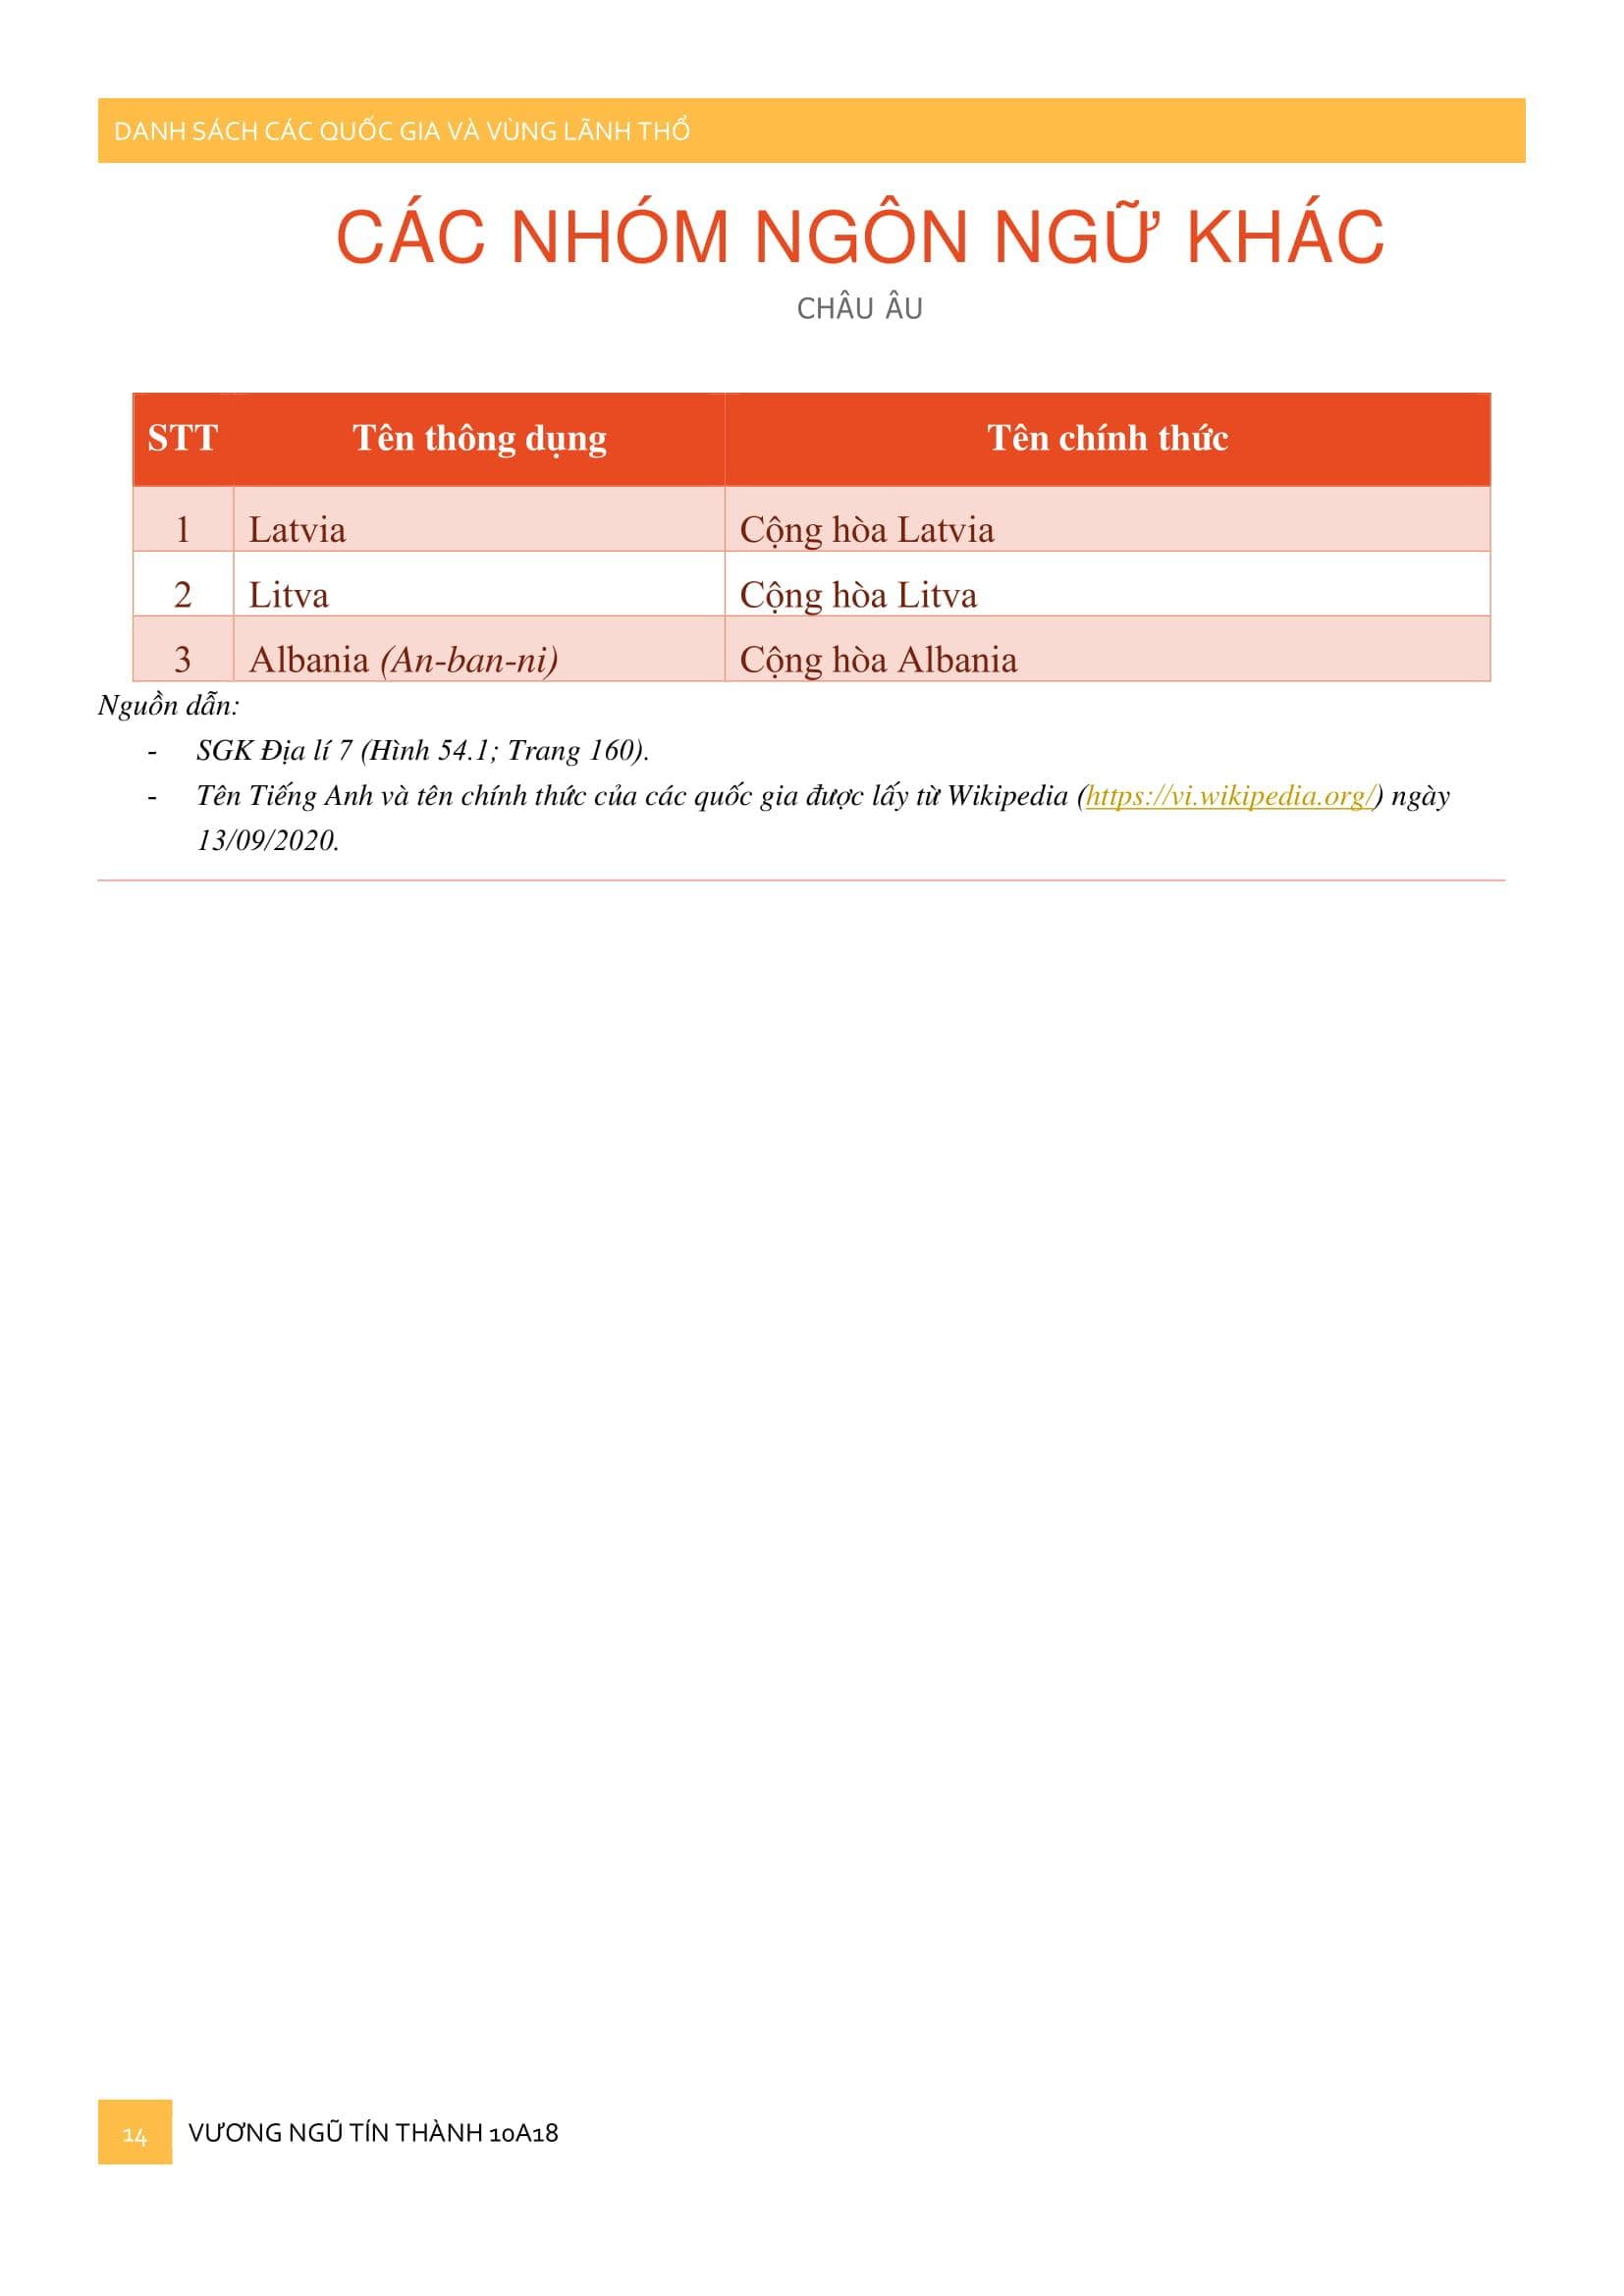 DANH SÁCH CÁC QUỐC GIA VÀ VÙNG LÃNH THỔ
CÁC NHÓM NGÔN NGỮ KHÁC
CHÂU ÂU
STT Tên thông dụng Tên chính thức
1 Latvia Cộng hòa Latvia
2 Litva Cộng hòa Litva
3 Albania (An-ban-ni) Cộng hòa Albania
Nguồn dẫn:
- SGK Địa lí 7 (Hình 54.1; Trang 160).
- Tên Tiếng Anh và tên chính thức của các quốc gia được lấy từ Wikipedia (https://vi.wikipedia.org/) ngày
13/09/2020.
14 VƯƠNG NGŨ TÍN THÀNH 10A18